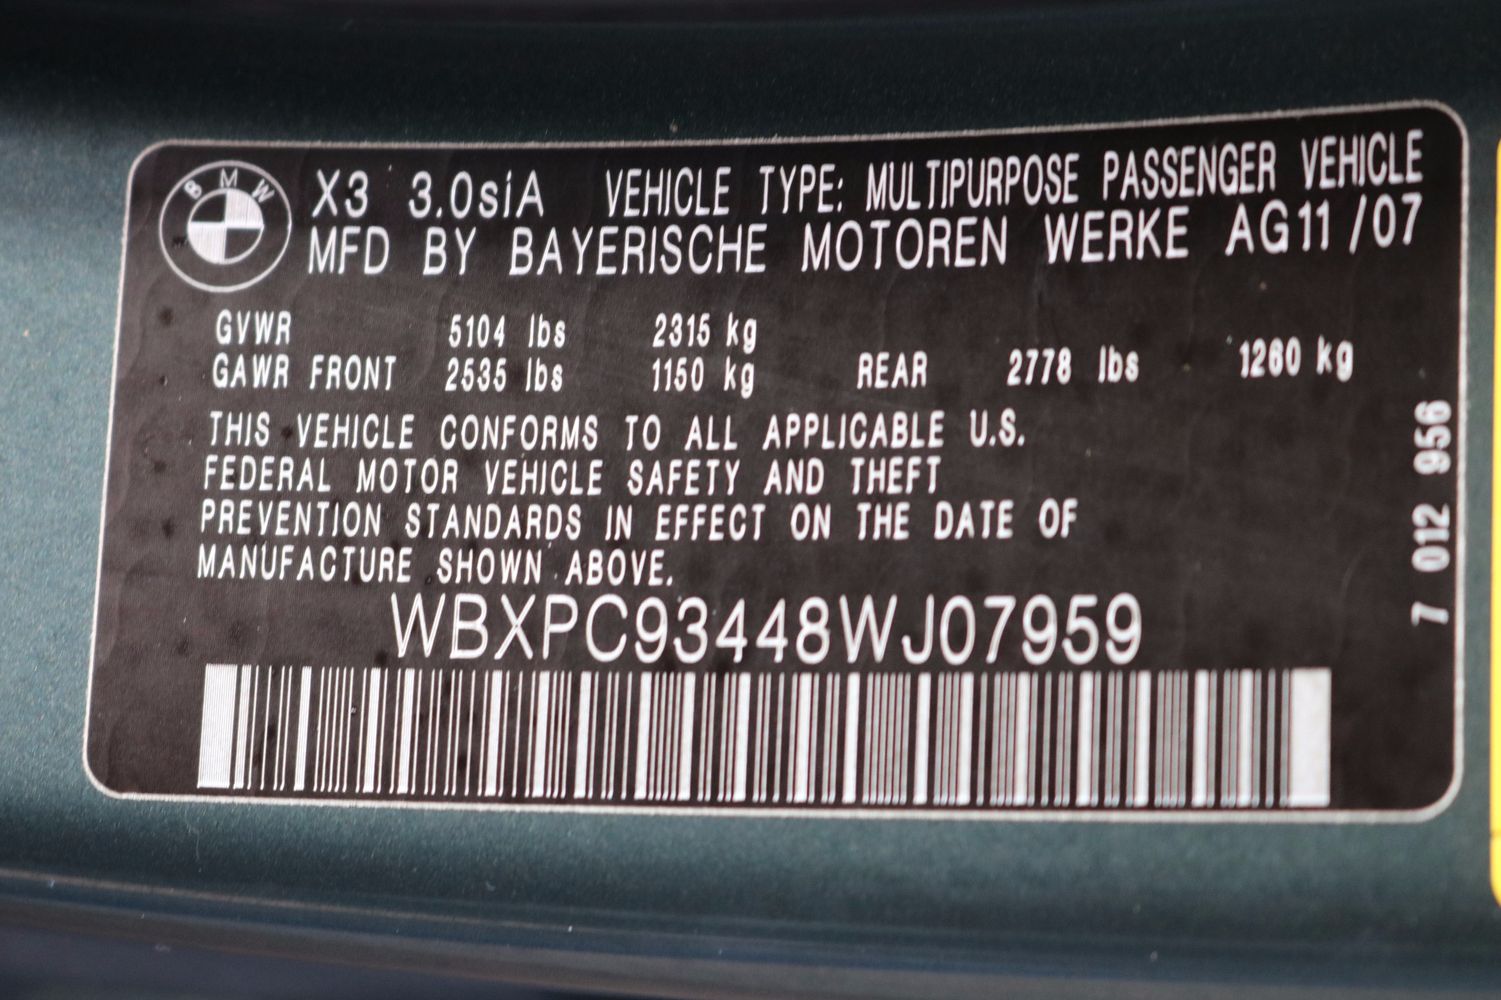 BMW
X3 3.0siA VEHICLE TYPE: MULTIPURPOSE PASSENGER VEHICLE
MFD BY BAYERISCHE MOTOREN WERKE AG11/07
GVWR 5104 lbs 2315 kg
GAWR FRONT 2535 lbs 1150 kg REAR 2778 lbs 1260 kg
THIS VEHICLE CONFORMS TO ALL APPLICABLE U.S.
FEDERAL MOTOR VEHICLE SAFETY AND THEFT
PREVENTION STANDARDS IN EFFECT ON THE DATE OF
MANUFACTURE SHOWN ABOVE.
WBXPC93448WJ07959
7 012 956